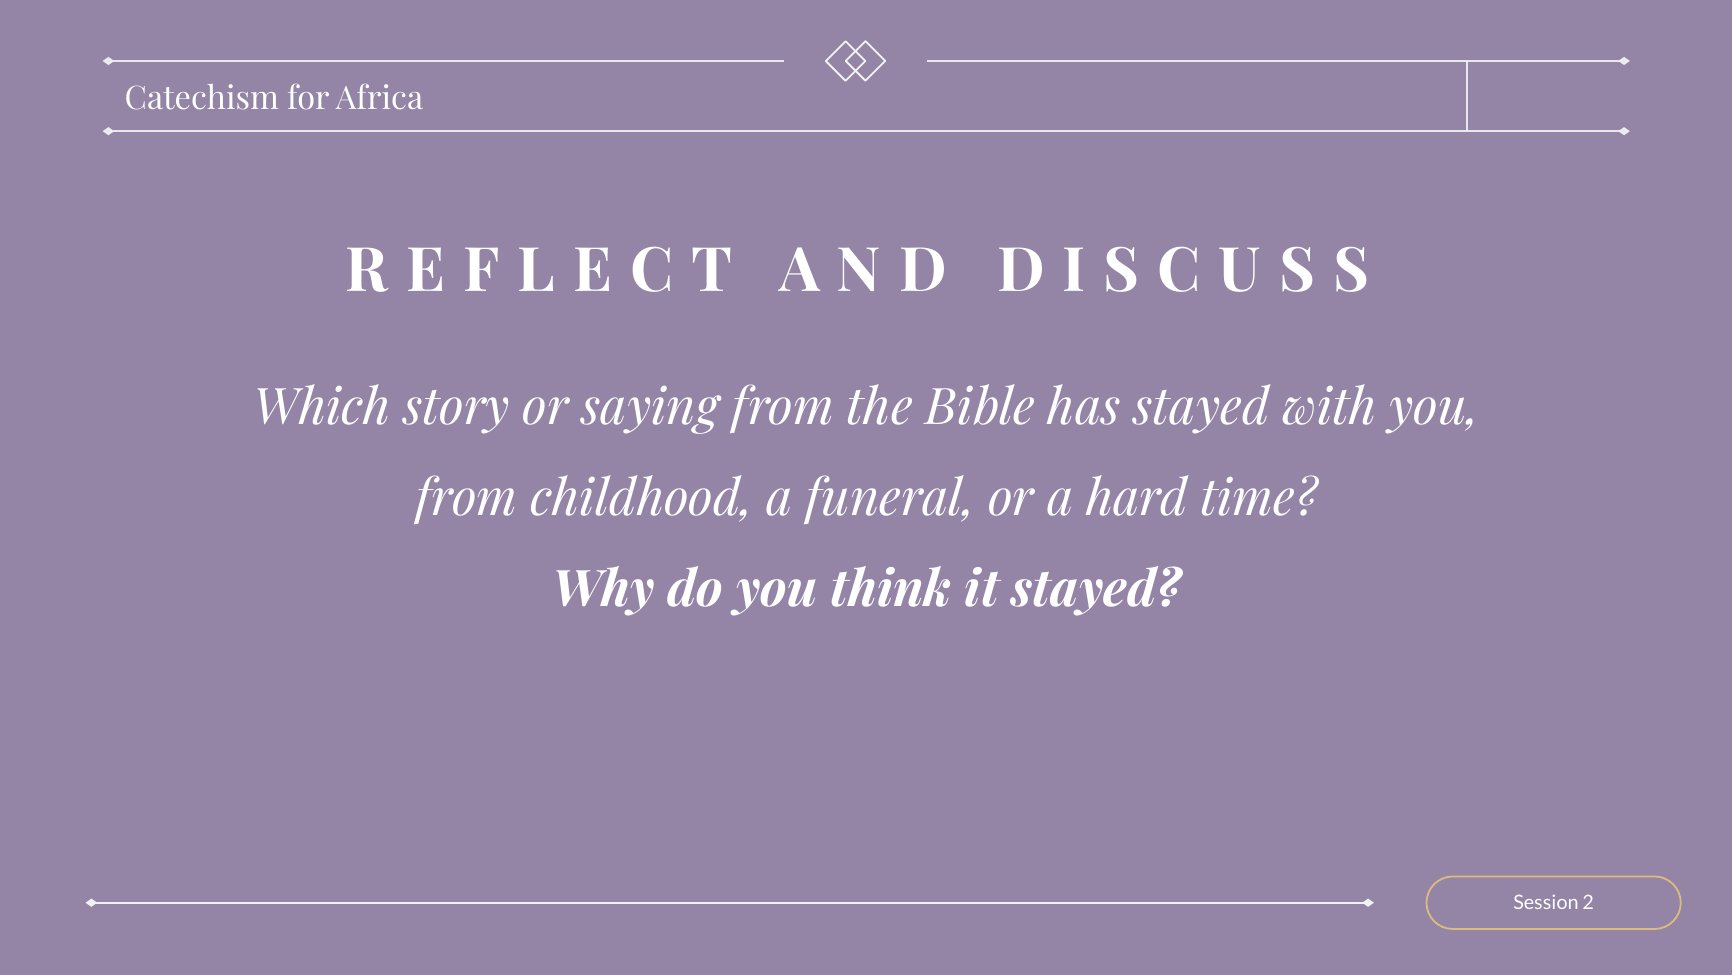 Catechism for Africa
REFLECT AND DISCUSS
Which story or saying from the Bible has stayed with you,
from childhood, a funeral, or a hard time?
Why do you think it stayed?
Session 2